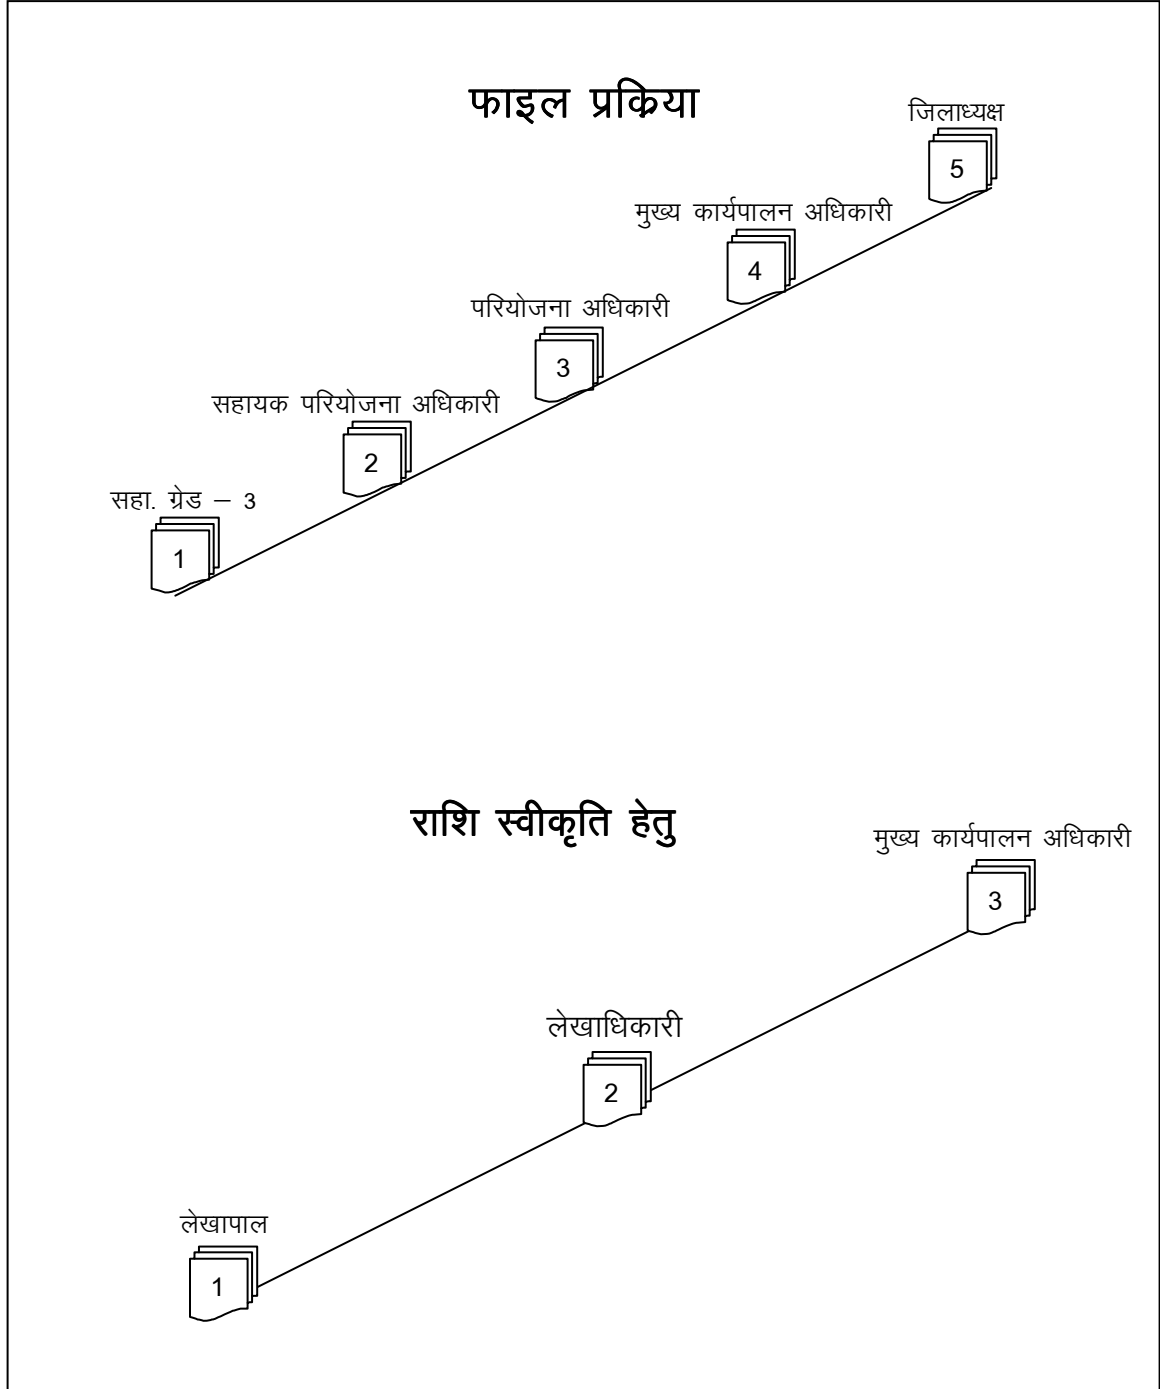 फाइल प्रक्रिया
जिलाध्यक्ष
5
मुख्य कार्यपालन अधिकारी
4
परियोजना अधिकारी
3
सहायक परियोजना अधिकारी
2
सहा. ग्रेड – 3
1
राशि स्वीकृति हेतु
मुख्य कार्यपालन अधिकारी
3
लेखाधिकारी
2
लेखापाल
1